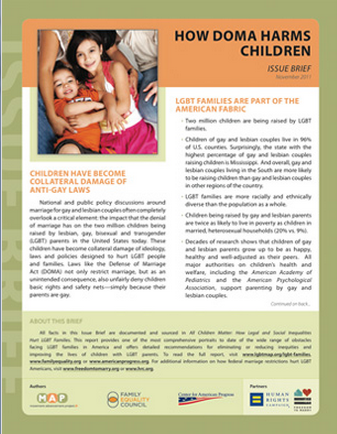 ISSUE BRIEF
HOW DOMA HARMS
CHILDREN
ISSUE BRIEF
November 2011
CHILDREN HAVE BECOME
COLLATERAL DAMAGE OF
ANTI-GAY LAWS
National and public policy discussions around
marriage for gay and lesbian couples often completely
overlook a critical element: the impact that the denial
of marriage has on the two million children being
raised by lesbian, gay, bisexual and transgender
(LGBT) parents in the United States today. These
children have become collateral damage of ideology,
laws and policies designed to hurt LGBT people
and families. Laws like the Defense of Marriage
Act (DOMA) not only restrict marriage, but as an
unintended consequence, also unfairly deny children
basic rights and safety nets—simply because their
parents are gay.
LGBT FAMILIES ARE PART OF THE
AMERICAN FABRIC
· Two million children are being raised by LGBT
families.
· Children of gay and lesbian couples live in 96%
of U.S. counties. Surprisingly, the state with the
highest percentage of gay and lesbian couples
raising children is Mississippi. And overall, gay and
lesbian couples living in the South are more likely
to be raising children than gay and lesbian couples
in other regions of the country.
· LGBT families are more racially and ethnically
diverse than the population as a whole.
· Children being raised by gay and lesbian parents
are twice as likely to live in poverty as children in
married, heterosexual households (20% vs. 9%).
· Decades of research shows that children of gay
and lesbian parents grow up to be as happy,
healthy and well-adjusted as their peers. All
major authorities on children's health and
welfare, including the American Academy of
Pediatrics and the American Psychological
Association, support parenting by gay and
lesbian couples.
Continued on back...
ABOUT THIS BRIEF
All facts in this Issue Brief are documented and sourced in All Children Matter: How Legal and Social Inequalities
Hurt LGBT Families. This report provides one of the most comprehensive portraits to date of the wide range of obstacles
facing LGBT families in America and offers detailed recommendations for eliminating or reducing inequities and
improving the lives of children with LGBT parents. To read the full report, visit www.lgbtmap.org/lgbt-families,
www.familyequality.org or www.americanprogress.org. For additional information on how federal marriage restrictions hurt LGBT
Americans, visit www.freedomtomarry.org or www.hrc.org.
Authors
Partners
MAP
FAMILY
EQUALITY
COUNCIL
Center for American Progress
HUMAN
RIGHTS
CAMPAIGN
FREEDOM
TO MARRY